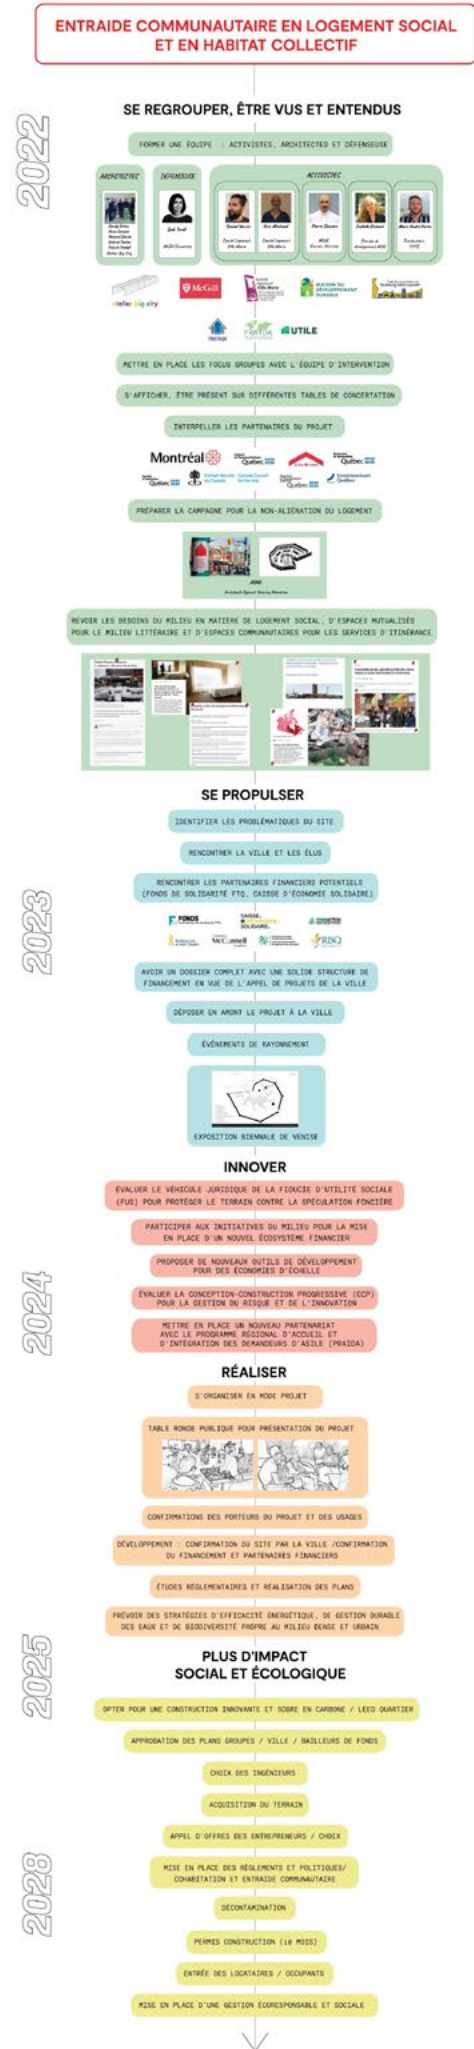 ENTRAIDE COMMUNAUTAIRE EN LOGEMENT SOCIAL
ET EN HABITAT COLLECTIF
2022
SE REGROUPER, ÊTRE VUS ET ENTENDUS
FORMER UNE ÉQUIPE : ACTIVISTES, ARCHITECTES ET DÉFENSEUSE
ARCHITECTES
DÉFENSEUSE
ACTIVISTES
atelier big city
McGill
MAISON DU
DÉVELOPPEMENT
DURABLE
UTILE
METTRE EN PLACE LES FOCUS GROUPES AVEC L'ÉQUIPE D'INTERVENTION
S'AFFICHER, ÊTRE PRÉSENT SUR DIFFÉRENTES TABLES DE CONCERTATION
INTERPELLER LES PARTENAIRES DU PROJET
Montréal
Québec
Québec
Québec
Québec
PRÉPARER LA CAMPAGNE POUR LA NON-ALIÉNATION DU LOGEMENT
REVOIR LES BESOINS DU MILIEU EN MATIÈRE DE LOGEMENT SOCIAL, D'ESPACES MUTUALISÉS
POUR LE MILIEU LITTÉRAIRE ET D'ESPACES COMMUNAUTAIRES POUR LES SERVICES D'ITINÉRANCE
SE PROPULSER
IDENTIFIER LES PROBLÉMATIQUES DU SITE
RENCONTRER LA VILLE ET LES ÉLUS
2023
RENCONTRER LES PARTENAIRES FINANCIERS POTENTIELS
(FONDS DE SOLIDARITÉ FTQ, CAISSE D'ÉCONOMIE SOLIDAIRE)
FONDS
CAISSE
SOLIDAIRE
McConnell
RISQ
AVOIR UN DOSSIER COMPLET AVEC UNE SOLIDE STRUCTURE DE
FINANCEMENT EN VUE DE L'APPEL DE PROJETS DE LA VILLE
DÉPOSER EN AMONT LE PROJET À LA VILLE
ÉVÉNEMENTS DE RAYONNEMENT
EXPOSITION BIENNALE DE VENISE
INNOVER
ÉVALUER LE VÉHICULE JURIDIQUE DE LA FIDUCIE D'UTILITÉ SOCIALE
(FUS) POUR PROTÉGER LE TERRAIN CONTRE LA SPÉCULATION FONCIÈRE
PARTICIPER AUX INITIATIVES DU MILIEU POUR LA MISE
EN PLACE D'UN NOUVEL ÉCOSYSTÈME FINANCIER
2024
PROPOSER DE NOUVEAUX OUTILS DE DÉVELOPPEMENT
POUR DES ÉCONOMIES D'ÉCHELLE
ÉVALUER LA CONCEPTION-CONSTRUCTION PROGRESSIVE (CCP)
POUR LA GESTION DU RISQUE ET DE L'INNOVATION
METTRE EN PLACE UN NOUVEAU PARTENARIAT
AVEC LE PROGRAMME RÉGIONAL D'ACCUEIL ET
D'INTÉGRATION DES DEMANDEURS D'ASILE (PRAIDA)
RÉALISER
S'ORGANISER EN MODE PROJET
TABLE RONDE PUBLIQUE POUR PRÉSENTATION DU PROJET
CONFIRMATIONS DES PORTEURS DU PROJET ET DES USAGES
DÉVELOPPEMENT : CONFIRMATION DU SITE PAR LA VILLE /CONFIRMATION
DU FINANCEMENT ET PARTENAIRES FINANCIERS
ÉTUDES RÉGLEMENTAIRES ET RÉALISATION DES PLANS
PRÉVOIR DES STRATÉGIES D'EFFICACITÉ ÉNERGÉTIQUE, DE GESTION DURABLE
DES EAUX ET DE BIODIVERSITÉ PROPRE AU MILIEU DENSE ET URBAIN
2025
PLUS D'IMPACT
SOCIAL ET ÉCOLOGIQUE
OPTER POUR UNE CONSTRUCTION INNOVANTE ET SOBRE EN CARBONE / LEED QUARTIER
APPROBATION DES PLANS GROUPES / VILLE / BAILLEURS DE FONDS
CHOIX DES INGÉNIEURS
ACQUISITION DU TERRAIN
APPEL D'OFFRES DES ENTREPRENEURS / CHOIX
2028
MISE EN PLACE DES RÈGLEMENTS ET POLITIQUES/
COHABITATION ET ENTRAIDE COMMUNAUTAIRE
DÉCONTAMINATION
PERMIS CONSTRUCTION (18 MOIS)
ENTRÉE DES LOCATAIRES / OCCUPANTS
MISE EN PLACE D'UNE GESTION ÉCORESPONSABLE ET SOCIALE